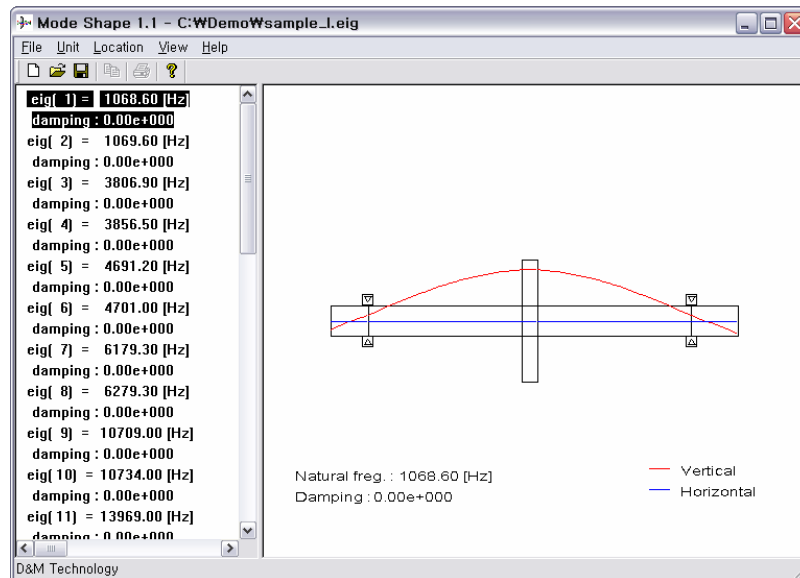 Mode Shape 1.1 - C:₩Demo₩sample_l.eig
File Unit Location View Help
eig( 1) = 1068.60 [Hz]
damping : 0.00e+000
eig( 2) = 1069.60 [Hz]
damping : 0.00e+000
eig( 3) = 3806.90 [Hz]
damping : 0.00e+000
eig( 4) = 3856.50 [Hz]
damping : 0.00e+000
eig( 5) = 4691.20 [Hz]
damping : 0.00e+000
eig( 6) = 4701.00 [Hz]
damping : 0.00e+000
eig( 7) = 6179.30 [Hz]
damping : 0.00e+000
eig( 8) = 6279.30 [Hz]
damping : 0.00e+000
eig( 9) = 10709.00 [Hz]
damping : 0.00e+000
eig( 10) = 10734.00 [Hz]
damping : 0.00e+000
eig( 11) = 13969.00 [Hz]
damping : 0.00e+000
Natural freq. : 1068.60 [Hz]
Damping : 0.00e+000
Vertical
Horizontal
D&M Technology